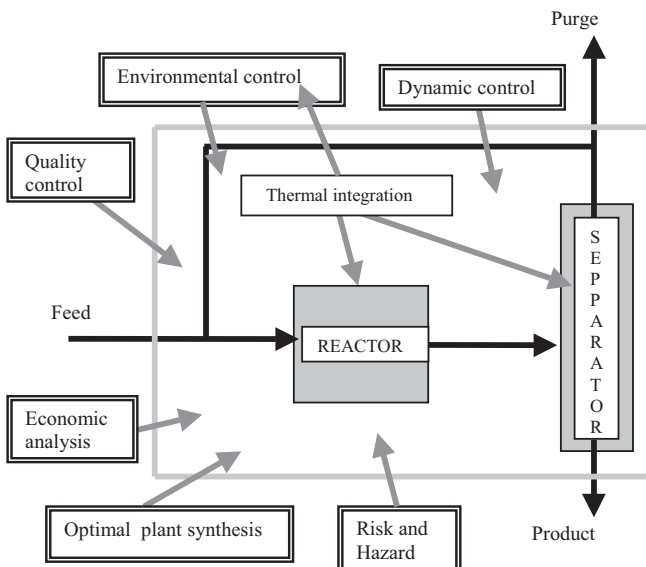 Purge
Environmental control
Dynamic control
Quality
control
Thermal integration
SEPPARATOR
Feed
REACTOR
Economic
analysis
Optimal plant synthesis
Risk and
Hazard
Product